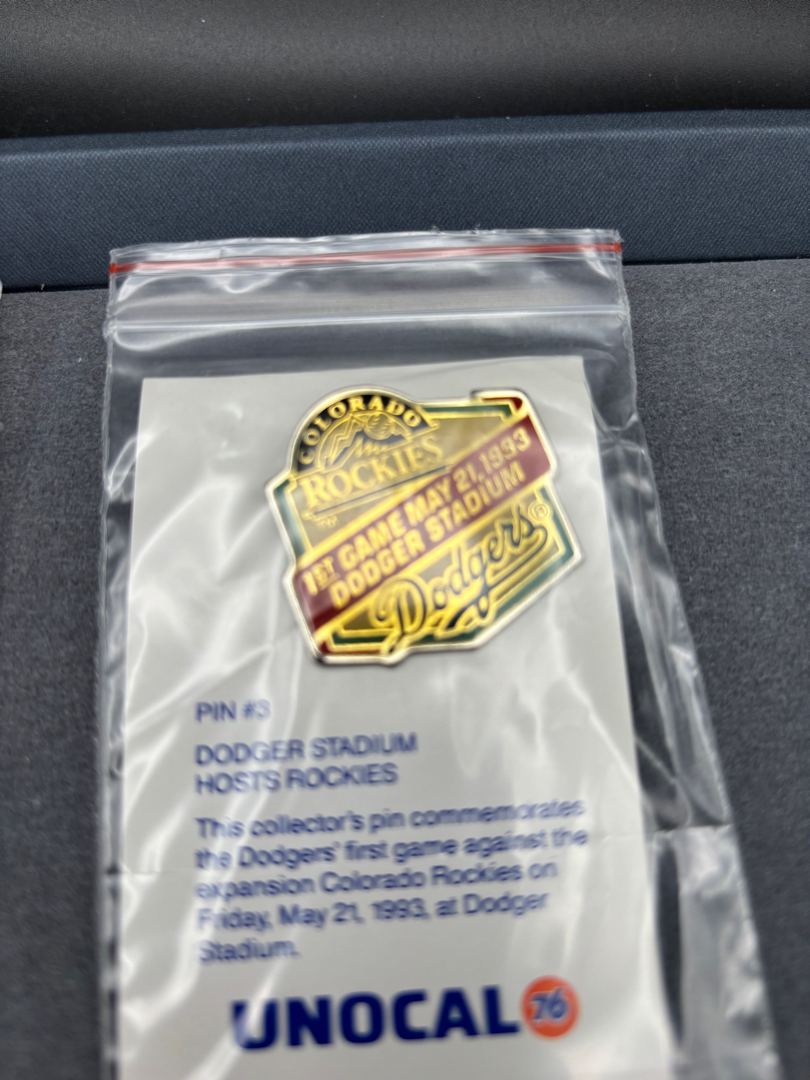 COLORADO
ROCKIES
1ST GAME MAY 21, 1993
DODGER STADIUM
Dodgers®
PIN #3
DODGER STADIUM
HOSTS ROCKIES
This collector's pin commemorates
the Dodgers' first game against the
expansion Colorado Rockies on
Friday, May 21, 1993, at Dodger
Stadium.
UNOCAL 76